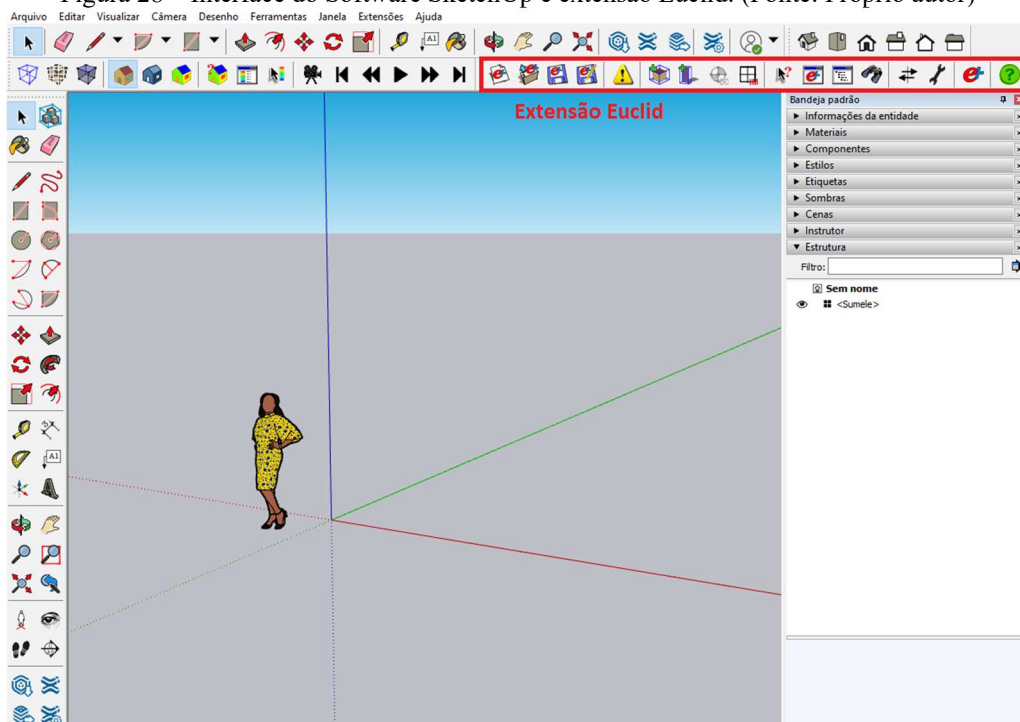 Figura 28 – Interface do Software SketchUp e extensão Euclid. (Fonte: Próprio autor)
Arquivo Editar Visualizar Câmera Desenho Ferramentas Janela Extensões Ajuda
A1
Extensão Euclid
Bandeja padrão
Informações da entidade
Materiais
Componentes
Estilos
Etiquetas
Sombras
Cenas
Instrutor
Estrutura
Filtro:
Sem nome
<Sumele>
A1